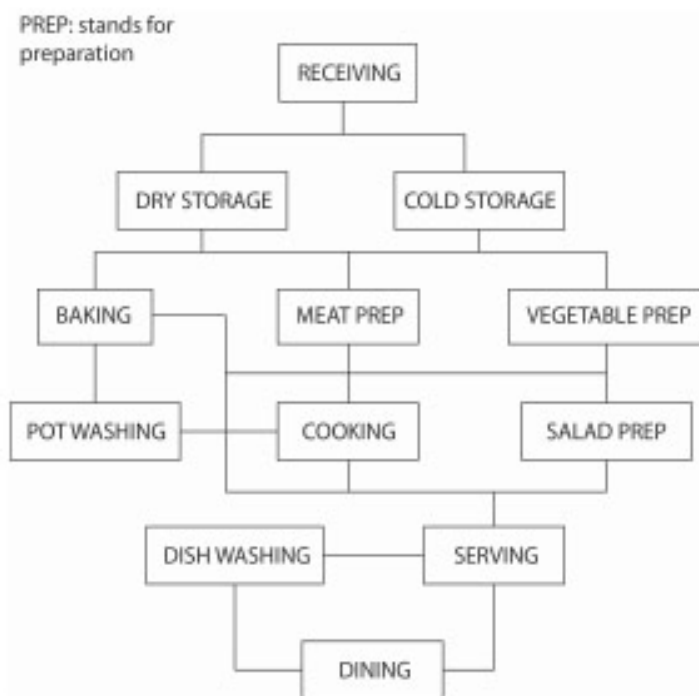 PREP: stands for
preparation
RECEIVING
DRY STORAGE
COLD STORAGE
BAKING
MEAT PREP
VEGETABLE PREP
POT WASHING
COOKING
SALAD PREP
DISH WASHING
SERVING
DINING